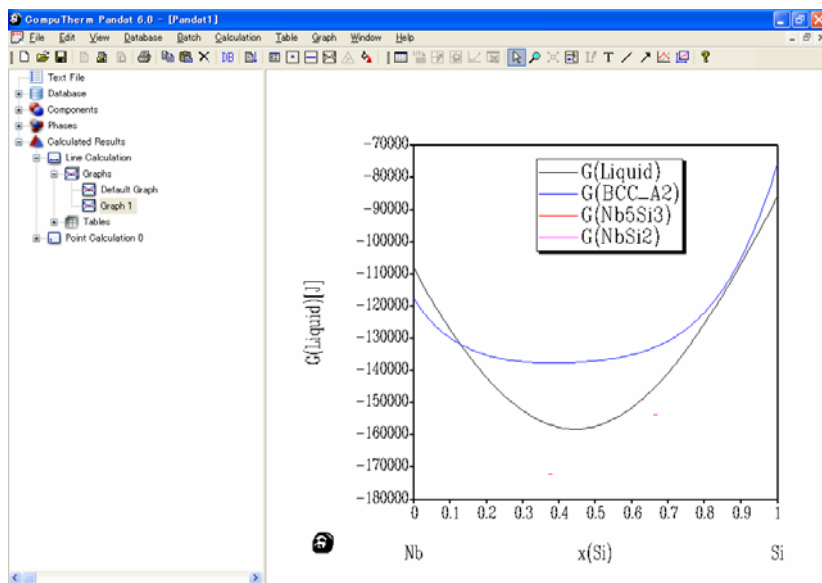 CompuTherm Pandat 6.0 - [Pandat1]
File Edit View Database Batch Calculation Table Graph Window Help
Text File
Database
Components
Phases
Calculated Results
Line Calculation
Graphs
Default Graph
Graph 1
Tables
Point Calculation 0
-70000
-80000
-90000
-100000
-110000
-120000
-130000
-140000
-150000
-160000
-170000
-180000
G(Liquid)[J]
G(Liquid)
G(BCC_A2)
G(Nb5Si3)
G(NbSi2)
0 0.1 0.2 0.3 0.4 0.5 0.6 0.7 0.8 0.9 1
Nb x(Si) Si